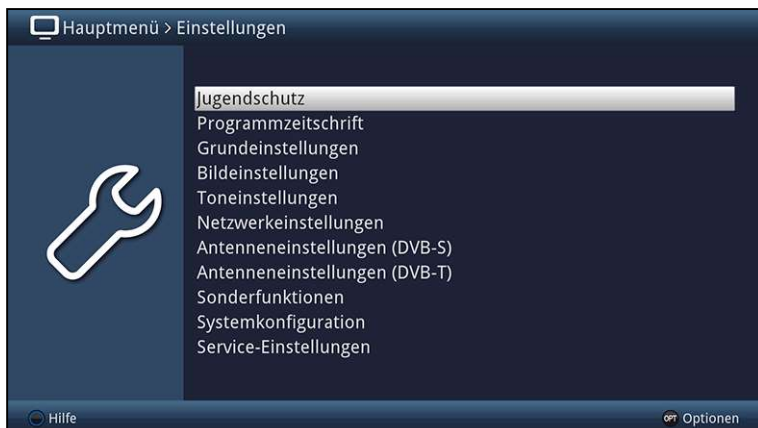 Hauptmenü > Einstellungen
Jugendschutz
Programmzeitschrift
Grundeinstellungen
Bildeinstellungen
Toneinstellungen
Netzwerkeinstellungen
Antenneneinstellungen (DVB-S)
Antenneneinstellungen (DVB-T)
Sonderfunktionen
Systemkonfiguration
Service-Einstellungen
Hilfe
OPT Optionen